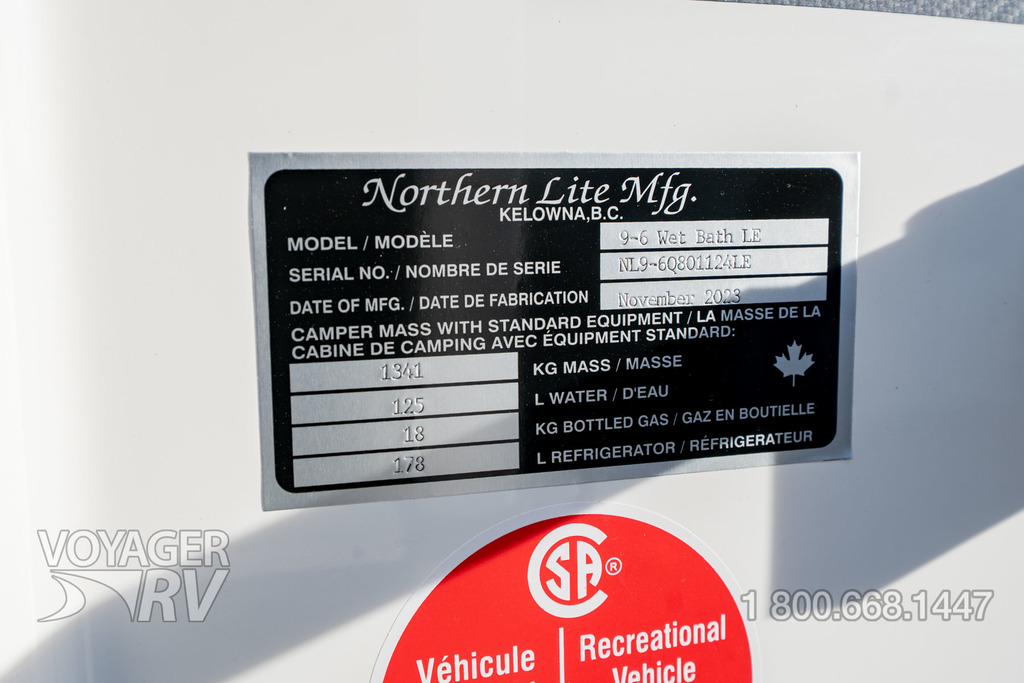 Northern Lite Mfg.
KELOWNA, B.C.
MODEL / MODÈLE 9-6 Wet Bath LE
SERIAL NO. / NOMBRE DE SERIE NL9-6Q801124LE
DATE OF MFG. / DATE DE FABRICATION November 2023
CAMPER MASS WITH STANDARD EQUIPMENT / LA MASSE DE LA
CABINE DE CAMPING AVEC ÉQUIPMENT STANDARD:
1341 KG MASS / MASSE
125 L WATER / D'EAU
18 KG BOTTLED GAS / GAZ EN BOUTIELLE
178 L REFRIGERATOR / RÉFRIGERATEUR
VOYAGER
RV
CSA®
1 800.668.1447
Véhicule Recreational
Vehicle